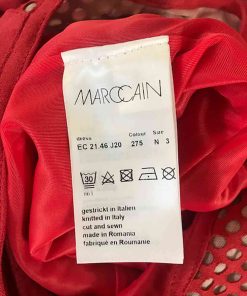 MARCCAIN
dress Colour Size
EC 21.46 J20 275 N 3
30
gestrickt in Italien
knitted in Italy
cut and sewn
made in Romania
fabriqué en Roumanie